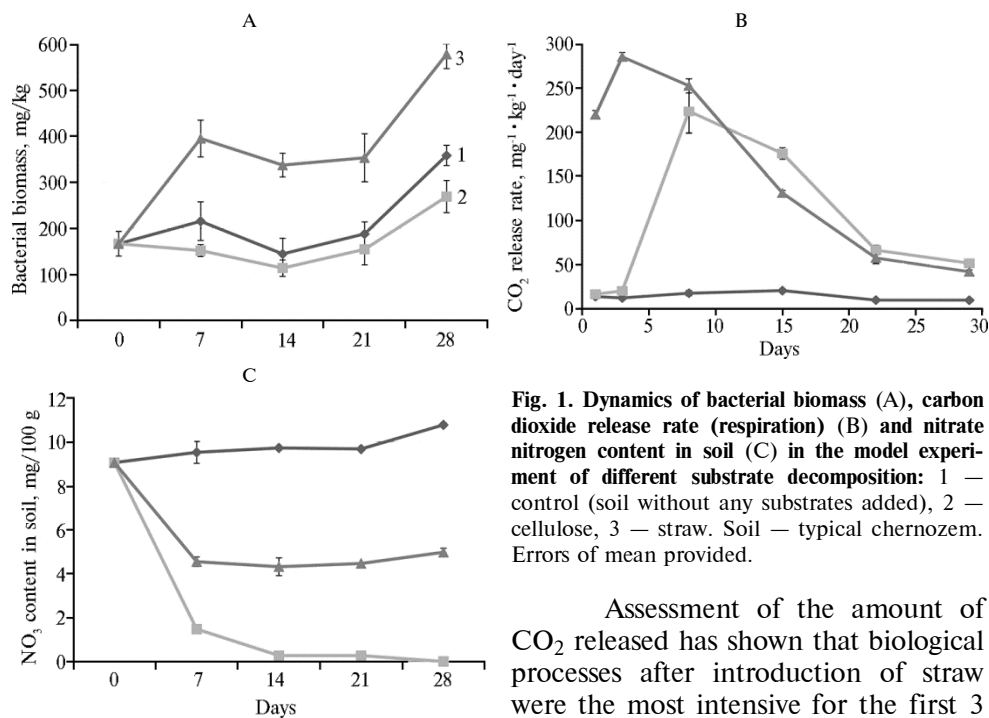 A
Bacterial biomass, mg/kg
600
500
400
300
200
100
0
0 7 14 21 28
3
1
2
B
CO₂ release rate, mg⁻¹ • kg⁻¹ • day⁻¹
300
250
200
150
100
50
0
0 5 10 15 20 25 30
Days
C
NO₃ content in soil, mg/100 g
12
10
8
6
4
2
0
0 7 14 21 28
Days
Fig. 1. Dynamics of bacterial biomass (A), carbon
dioxide release rate (respiration) (B) and nitrate
nitrogen content in soil (C) in the model experi-
ment of different substrate decomposition: 1 —
control (soil without any substrates added), 2 —
cellulose, 3 — straw. Soil — typical chernozem.
Errors of mean provided.
Assessment of the amount of
CO₂ released has shown that biological
processes after introduction of straw
were the most intensive for the first 3